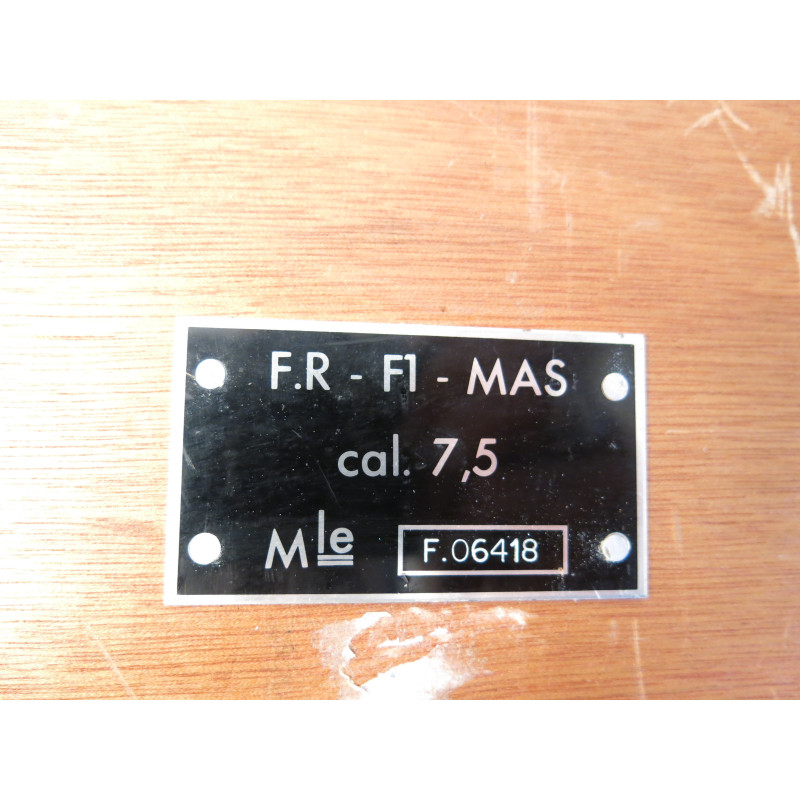 F.R - F1 - MAS
cal. 7,5
Mle F.06418